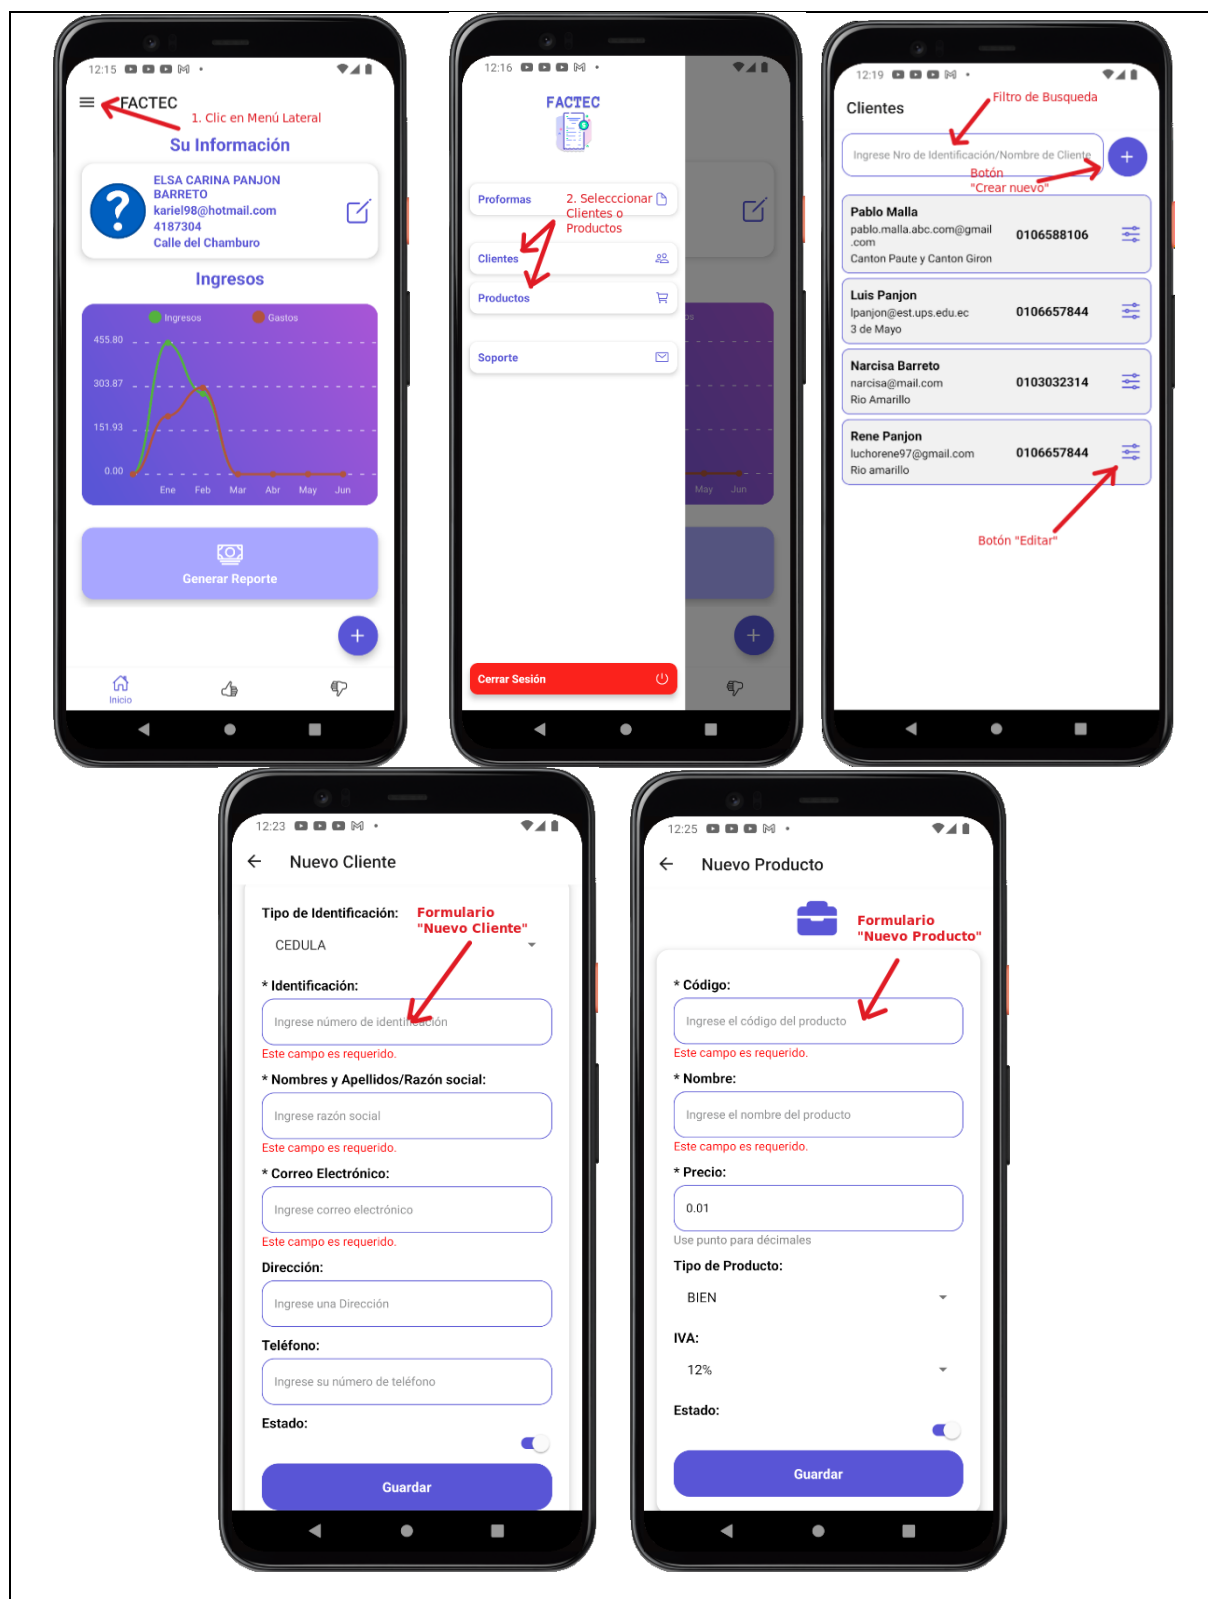 12:15
FACTEC
1. Clic en Menú Lateral
Su Información
ELSA CARINA PANJON
BARRETO
kariel98@hotmail.com
4187304
Calle del Chamburo
Ingresos
Ingresos
Gastos
455.80
303.87
151.93
0.00
Ene Feb Mar Abr May Jun
Generar Reporte
Inicio
12:16
FACTEC
Proformas
2. Selecccionar
Clientes o
Productos
Clientes
Productos
Soporte
Cerrar Sesión
May Jun
12:19
Filtro de Busqueda
Clientes
Ingrese Nro de Identificación/Nombre de Cliente
Botón
"Crear nuevo"
Pablo Malla
pablo.malla.abc.com@gmail
.com
0106588106
Canton Paute y Canton Giron
Luis Panjon
lpanjon@est.ups.edu.ec
0106657844
3 de Mayo
Narcisa Barreto
narcisa@mail.com
0103032314
Rio Amarillo
Rene Panjon
luchorene97@gmail.com
0106657844
Rio amarillo
Botón "Editar"
12:23
Nuevo Cliente
Tipo de Identificación:
Formulario
"Nuevo Cliente"
CEDULA
* Identificación:
Ingrese número de identificación
Este campo es requerido.
* Nombres y Apellidos/Razón social:
Ingrese razón social
Este campo es requerido.
* Correo Electrónico:
Ingrese correo electrónico
Este campo es requerido.
Dirección:
Ingrese una Dirección
Teléfono:
Ingrese su número de teléfono
Estado:
Guardar
12:25
Nuevo Producto
Formulario
"Nuevo Producto"
* Código:
Ingrese el código del producto
Este campo es requerido.
* Nombre:
Ingrese el nombre del producto
Este campo es requerido.
* Precio:
0.01
Use punto para décimales
Tipo de Producto:
BIEN
IVA:
12%
Estado:
Guardar